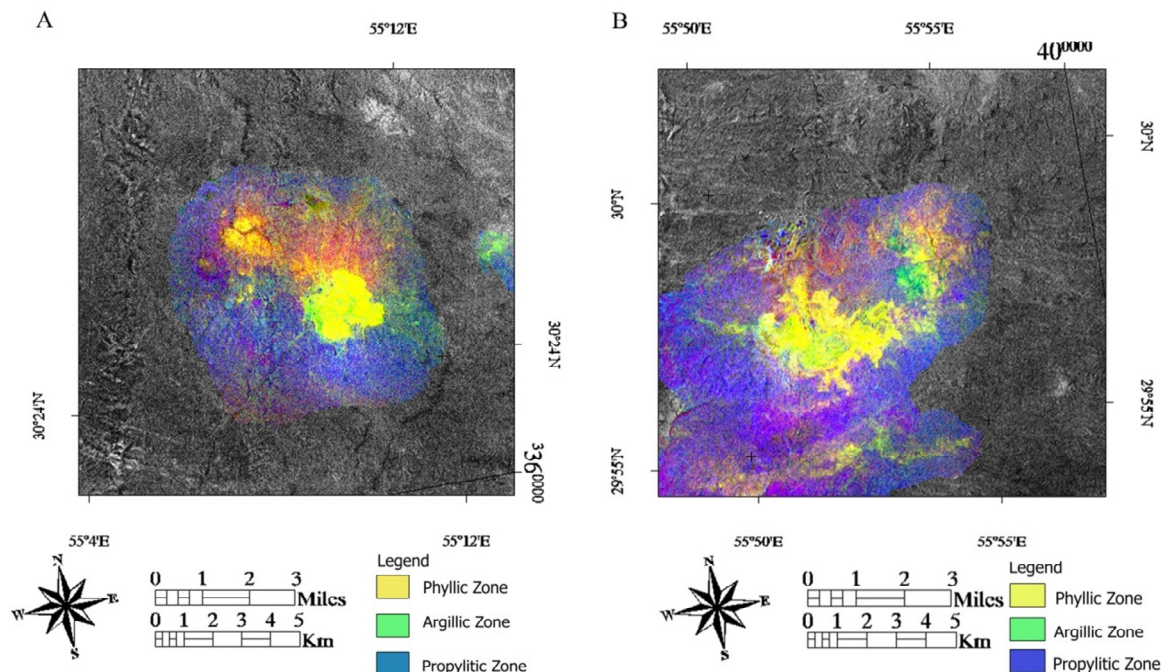 A
55°12'E
30°24'N
30°24'N
336⁰⁰⁰⁰
55°4'E
55°12'E
N
W
E
S
0 1 2 3
Miles
0 1 2 3 4 5
Km
Legend
Phyllic Zone
Argillic Zone
Propylitic Zone
B
55°50'E
55°55'E
40⁰⁰⁰⁰
30°N
30°N
29°55'N
29°55'N
55°50'E
55°55'E
N
W
E
S
0 1 2 3
Miles
0 1 2 3 4 5
Km
Legend
Phyllic Zone
Argillic Zone
Propylitic Zone